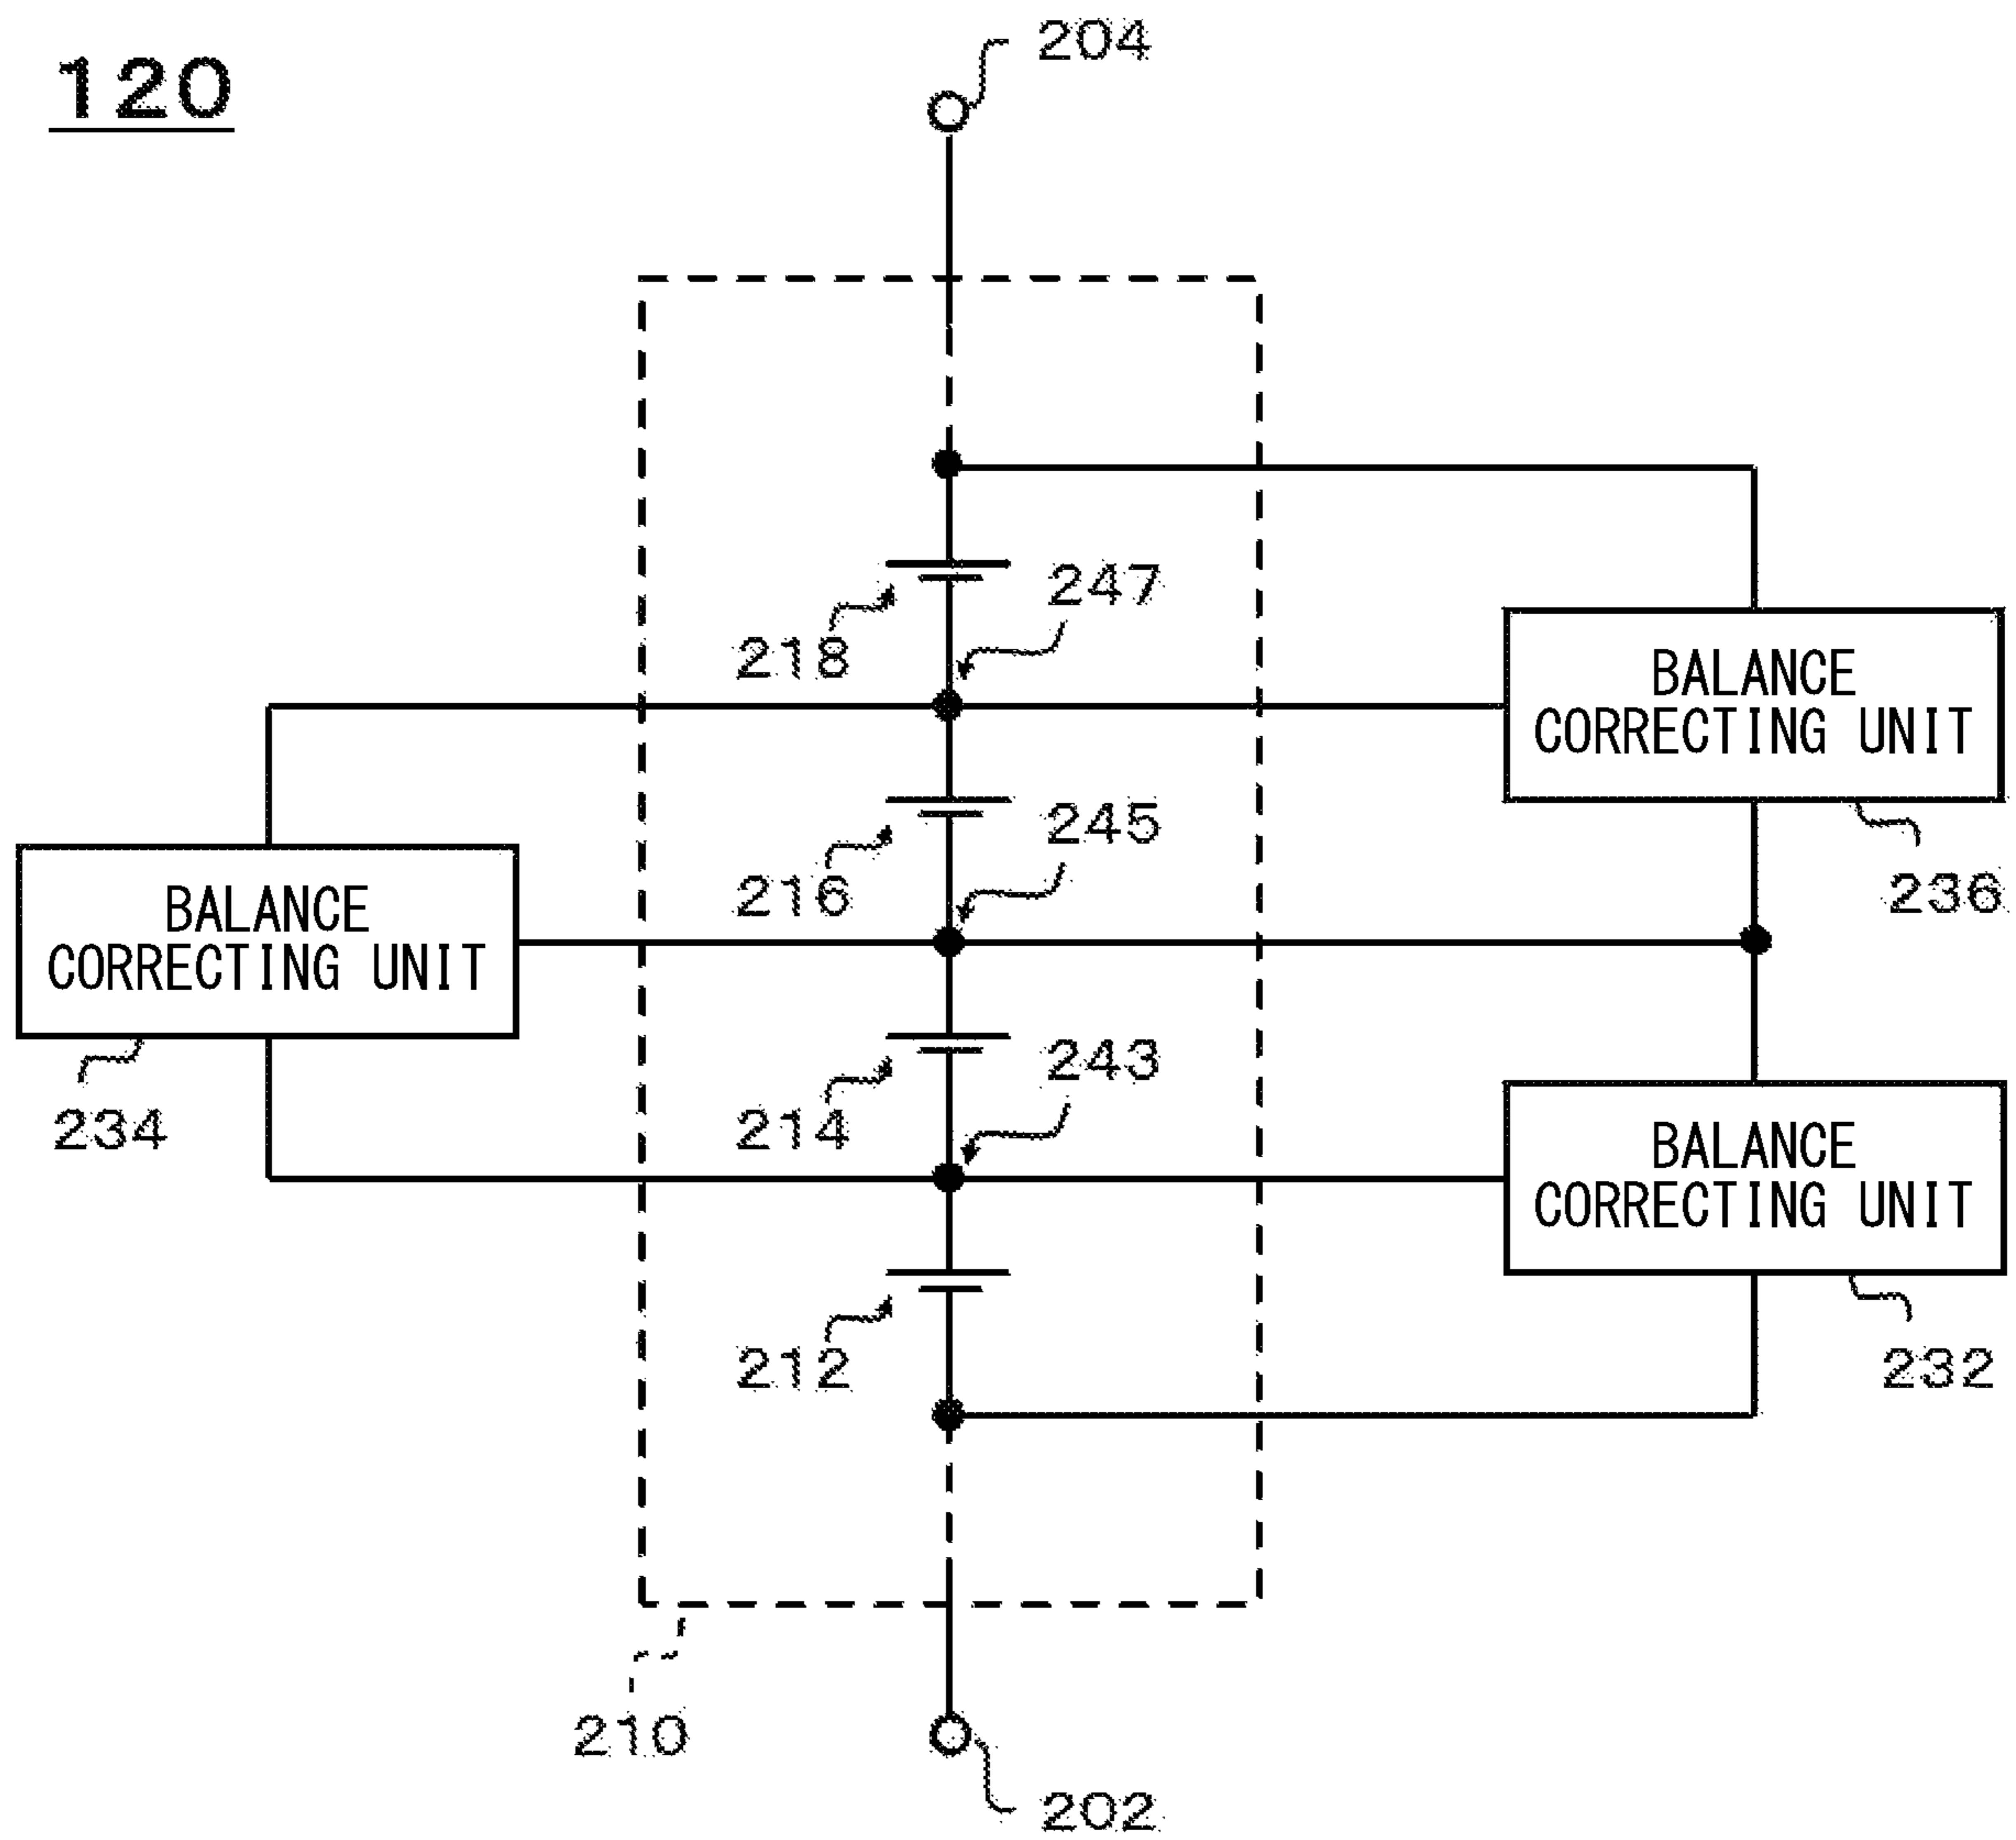 120
204
247
218
BALANCE
CORRECTING UNIT
245
216
236
BALANCE
CORRECTING UNIT
243
234
214
BALANCE
CORRECTING UNIT
212
232
210
202